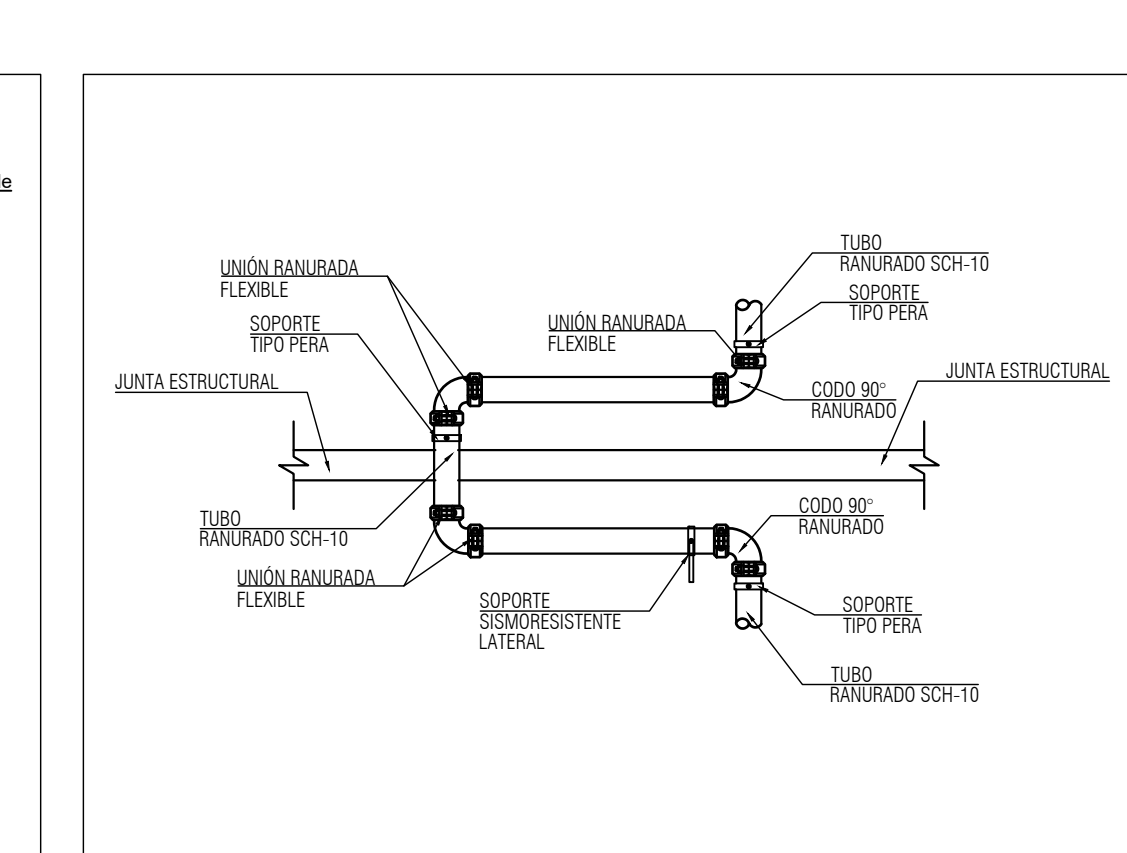 le
TUBO
RANURADO SCH-10
UNIÓN RANURADA
FLEXIBLE
SOPORTE
TIPO PERA
SOPORTE
TIPO PERA
UNIÓN RANURADA
FLEXIBLE
JUNTA ESTRUCTURAL
JUNTA ESTRUCTURAL
CODO 90°
RANURADO
CODO 90°
RANURADO
TUBO
RANURADO SCH-10
UNIÓN RANURADA
FLEXIBLE
SOPORTE
SISMORESISTENTE
LATERAL
SOPORTE
TIPO PERA
TUBO
RANURADO SCH-10